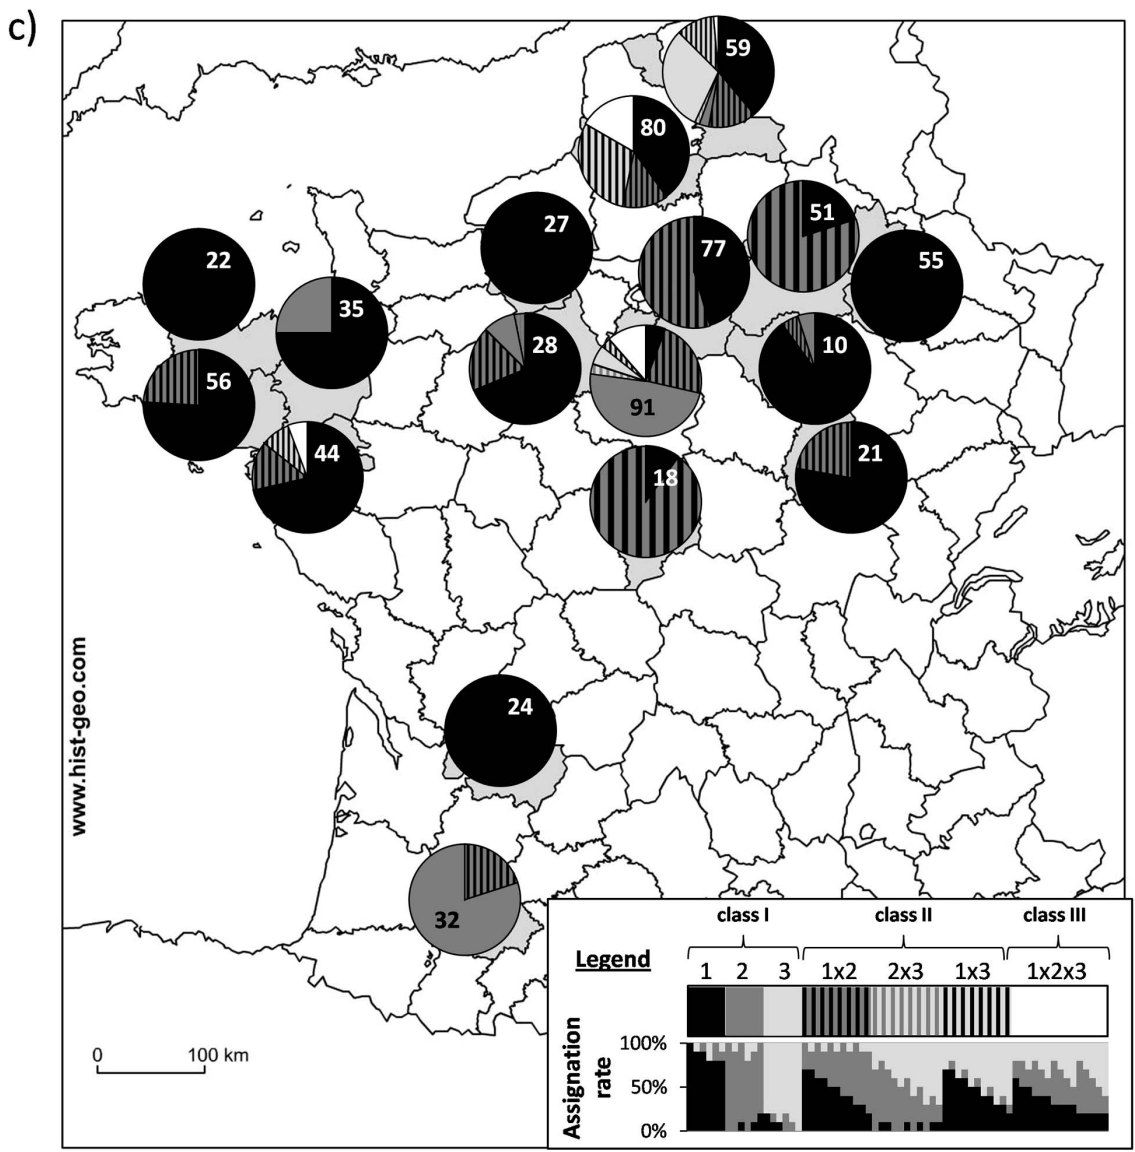 c)
59
80
51
27
77
55
22
35
28
10
56
91
44
21
18
24
32
www.hist-geo.com
0 100 km
class I class II class III
Legend
1 2 3 1x2 2x3 1x3 1x2x3
Assignation
rate
100%
50%
0%